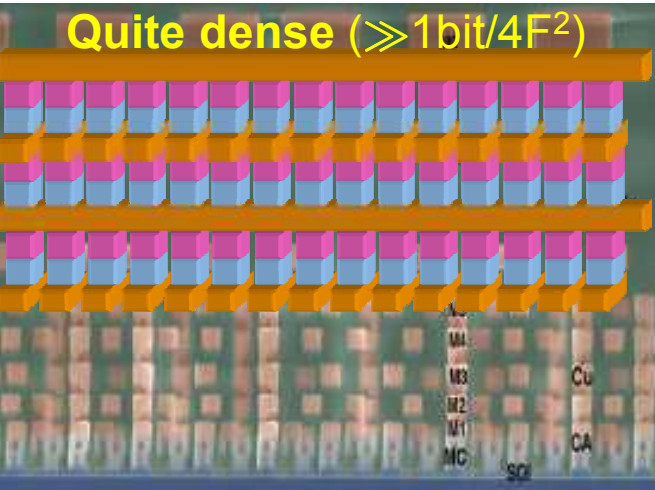 Quite dense (≫1bit/4F²)
M4
M3
Cu
M2
M1
CA
MC
SOI